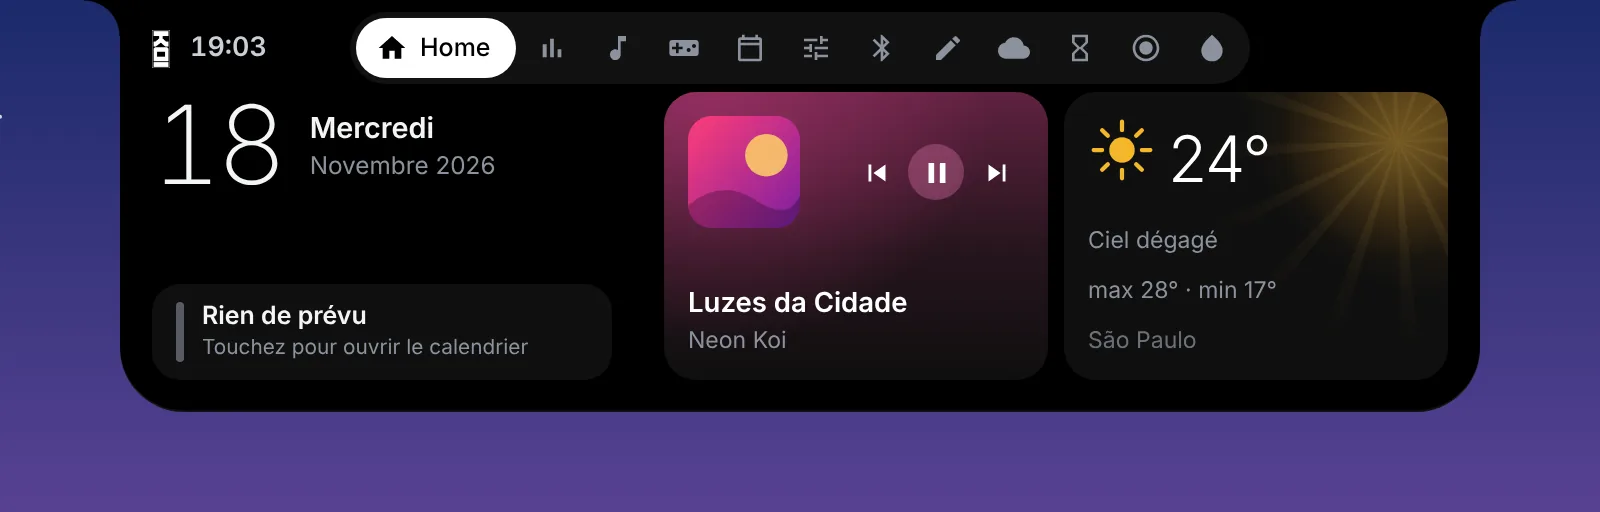 KOI
19:03
Home
18
Mercredi
Novembre 2026
Rien de prévu
Touchez pour ouvrir le calendrier
Luzes da Cidade
Neon Koi
24°
Ciel dégagé
max 28° · min 17°
São Paulo